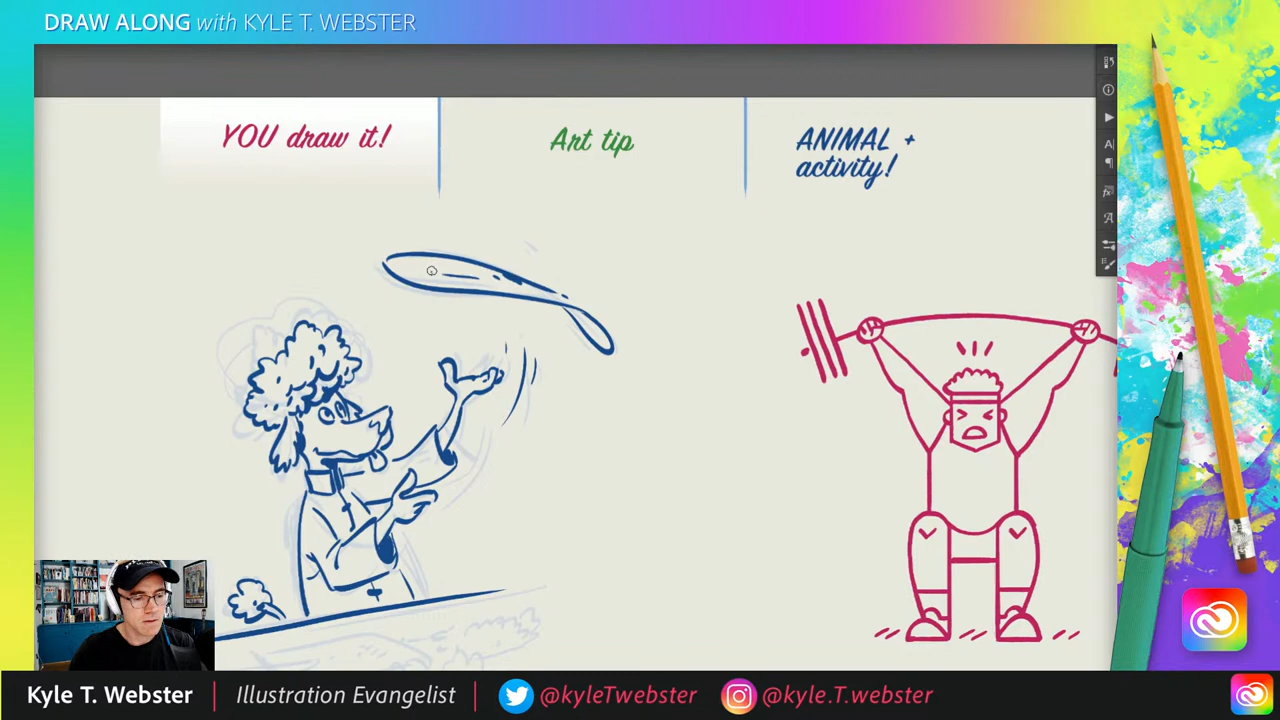 DRAW ALONG with KYLE T. WEBSTER
YOU draw it!
Art tip
ANIMAL +
activity!
Kyle T. Webster
Illustration Evangelist
@kyleTwebster
@kyle.T.webster